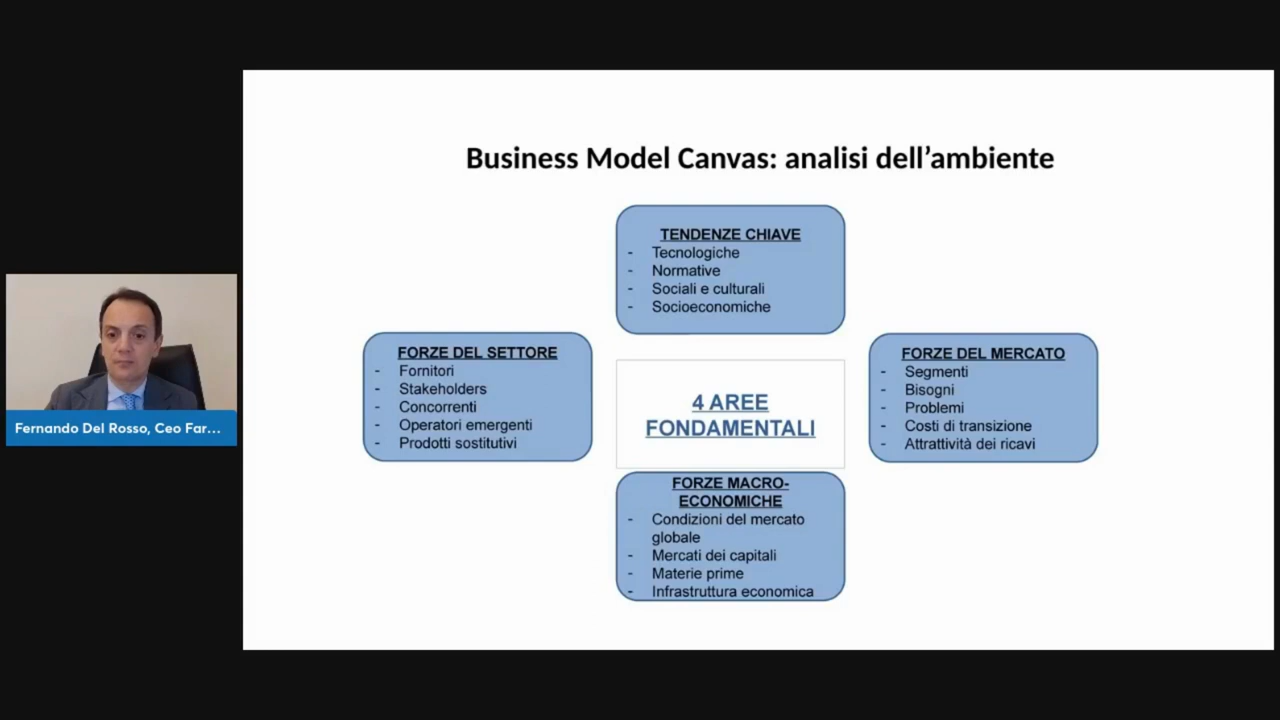 Business Model Canvas: analisi dell’ambiente
TENDENZE CHIAVE
- Tecnologiche
- Normative
- Sociali e culturali
- Socioeconomiche
FORZE DEL SETTORE
- Fornitori
- Stakeholders
- Concorrenti
- Operatori emergenti
- Prodotti sostitutivi
4 AREE
FONDAMENTALI
FORZE DEL MERCATO
- Segmenti
- Bisogni
- Problemi
- Costi di transizione
- Attrattività dei ricavi
FORZE MACRO-
ECONOMICHE
- Condizioni del mercato
globale
- Mercati dei capitali
- Materie prime
- Infrastruttura economica
Fernando Del Rosso, Ceo Far...